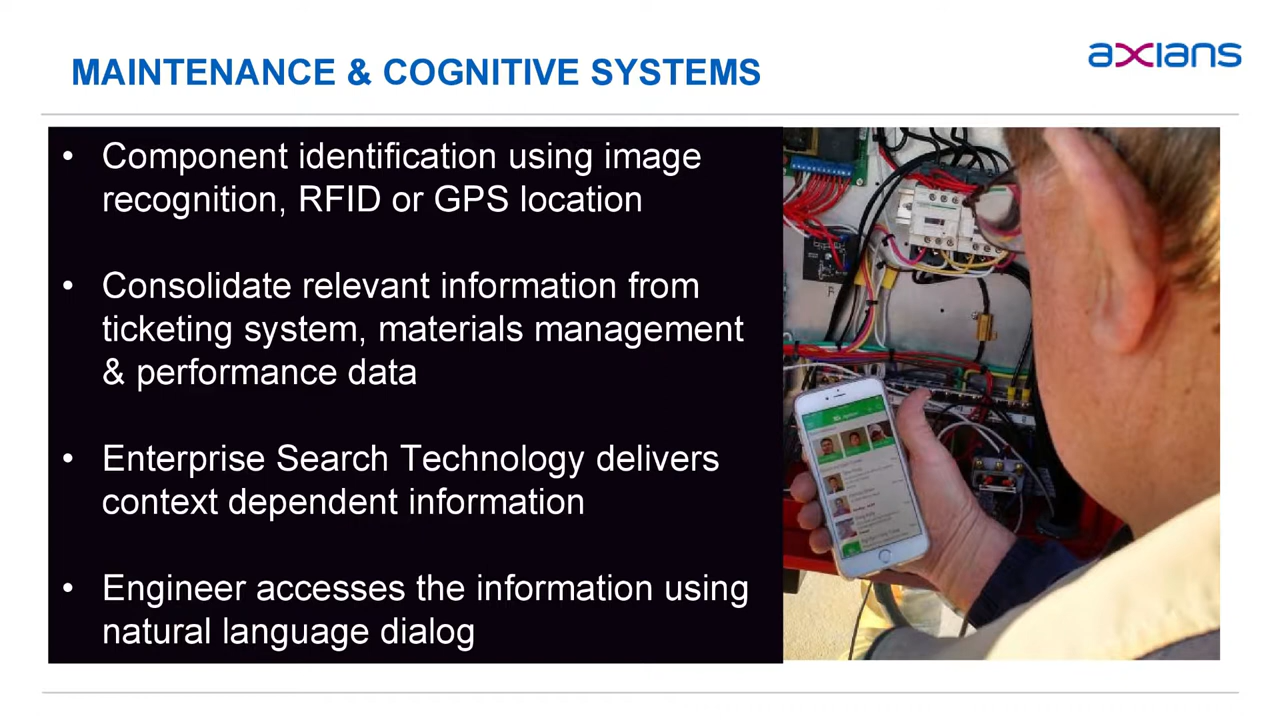 MAINTENANCE & COGNITIVE SYSTEMS
axians
• Component identification using image
recognition, RFID or GPS location
• Consolidate relevant information from
ticketing system, materials management
& performance data
• Enterprise Search Technology delivers
context dependent information
• Engineer accesses the information using
natural language dialog